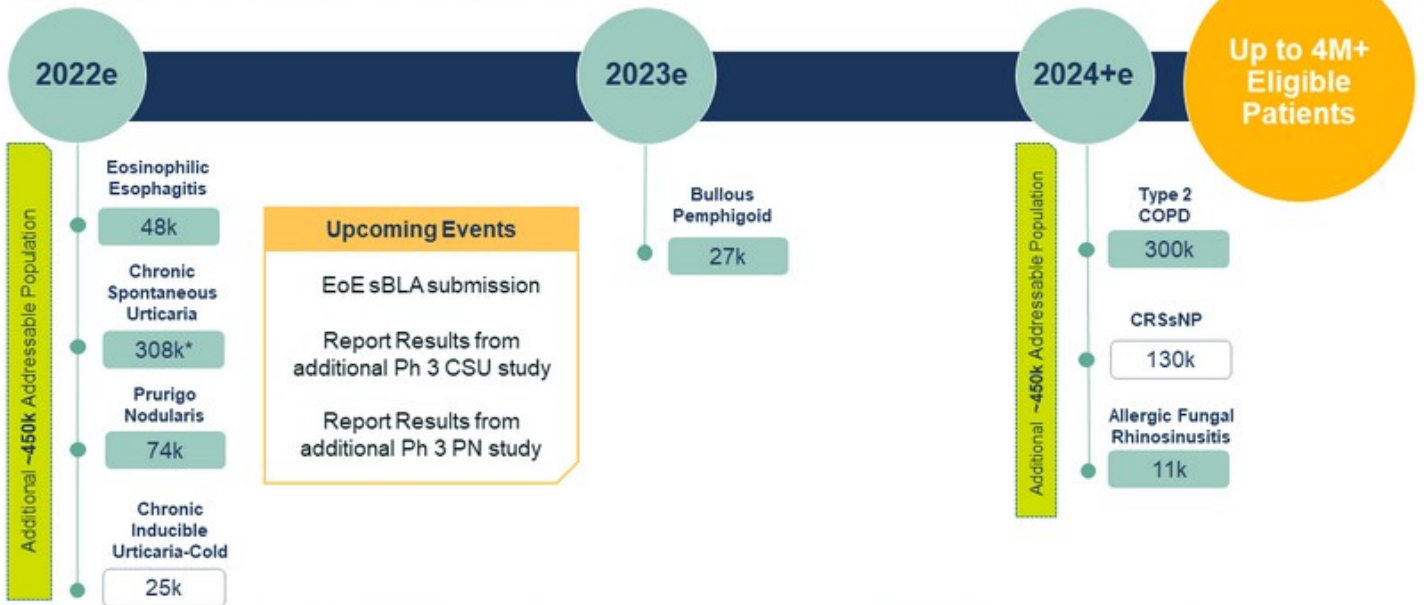 2022e
2023e
2024+e
Up to 4M+
Eligible
Patients
Additional ~450k Addressable Population
Eosinophilic
Esophagitis
48k
Chronic
Spontaneous
Urticaria
308k*
Prurigo
Nodularis
74k
Chronic
Inducible
Urticaria-Cold
25k
Upcoming Events
EoE sBLA submission
Report Results from
additional Ph 3 CSU study
Report Results from
additional Ph 3 PN study
Bullous
Pemphigoid
27k
Additional ~450k Addressable Population
Type 2
COPD
300k
CRSsNP
130k
Allergic Fungal
Rhinosinusitis
11k